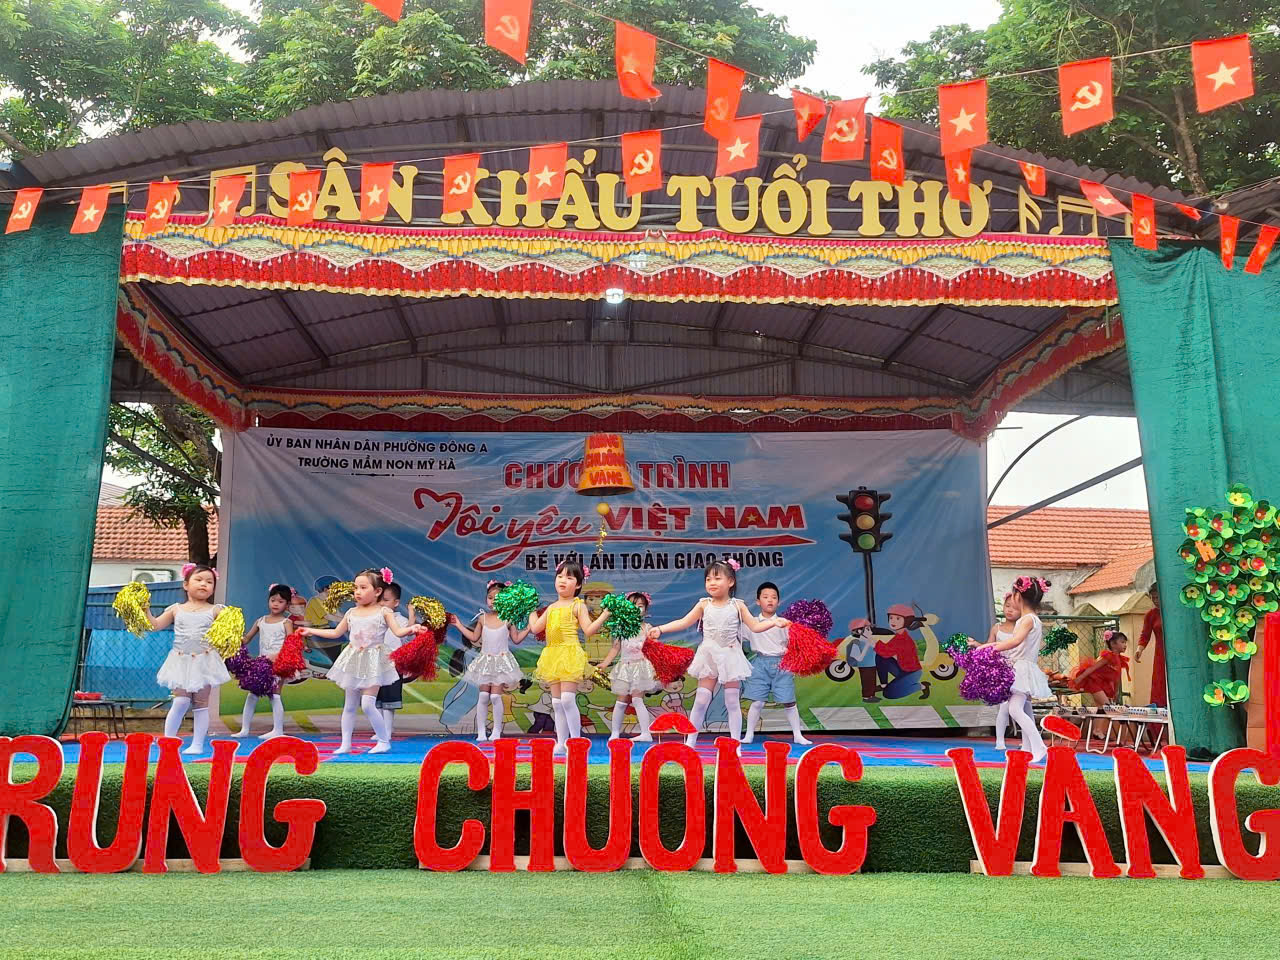 SÂN KHẤU TUỔI THƠ
ỦY BAN NHÂN DÂN PHƯỜNG ĐÔNG A
TRƯỜNG MẦM NON MỸ HÀ
RUNG CHUÔNG VÀNG
CHƯƠNG TRÌNH
Tôi yêu VIỆT NAM
BÉ VỚI AN TOÀN GIAO THÔNG
RUNG CHUÔNG VÀNG